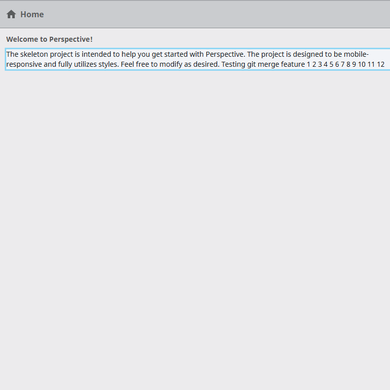 Home
Welcome to Perspective!
The skeleton project is intended to help you get started with Perspective. The project is designed to be mobile-
responsive and fully utilizes styles. Feel free to modify as desired. Testing git merge feature 1 2 3 4 5 6 7 8 9 10 11 12